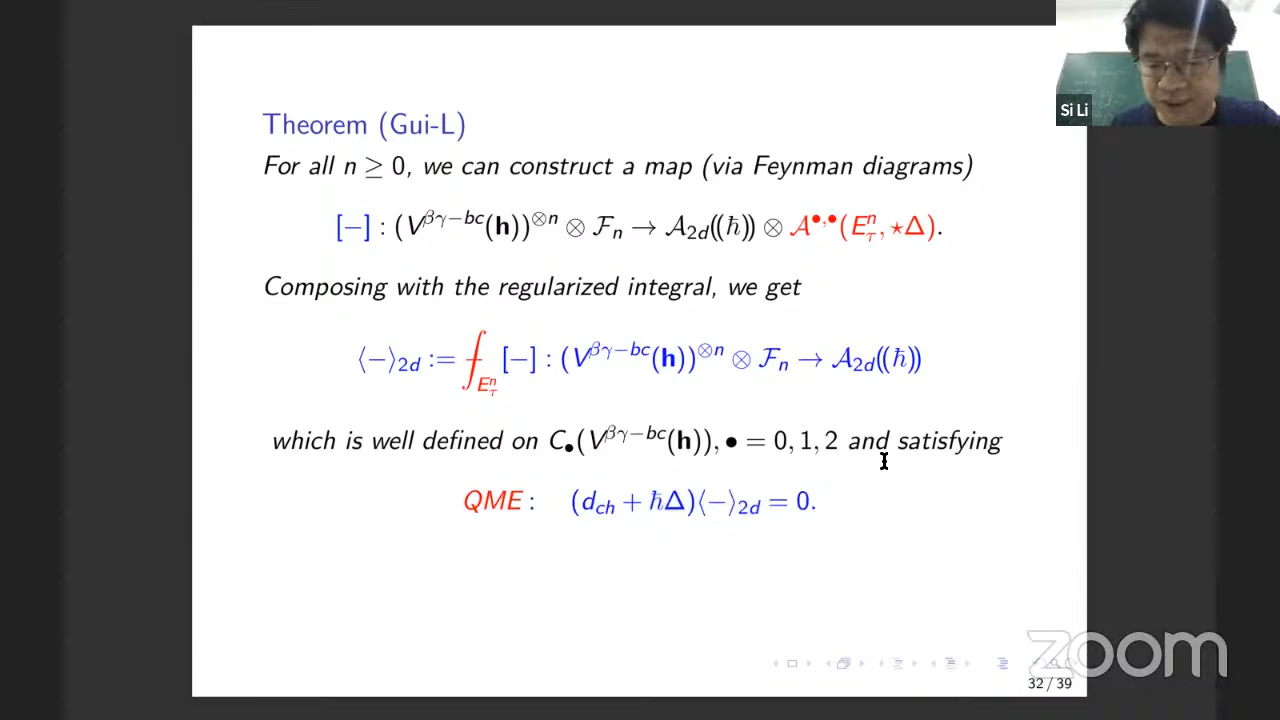 Theorem (Gui-L)
For all n ≥ 0, we can construct a map (via Feynman diagrams)
[−] : (V^{βγ−bc}(𝐡))^{⊗n} ⊗ ℱ_n → 𝒜_{2d}((ℏ)) ⊗ 𝒜^{•,•}(E_τ^n, ⋆Δ).
Composing with the regularized integral, we get
⟨−⟩_{2d} := ⨍_{E_τ^n} [−] : (V^{βγ−bc}(𝐡))^{⊗n} ⊗ ℱ_n → 𝒜_{2d}((ℏ))
which is well defined on C_•(V^{βγ−bc}(𝐡)), • = 0, 1, 2 and satisfying
QME : (d_{ch} + ℏΔ)⟨−⟩_{2d} = 0.
32 / 39
Si Li
zoom